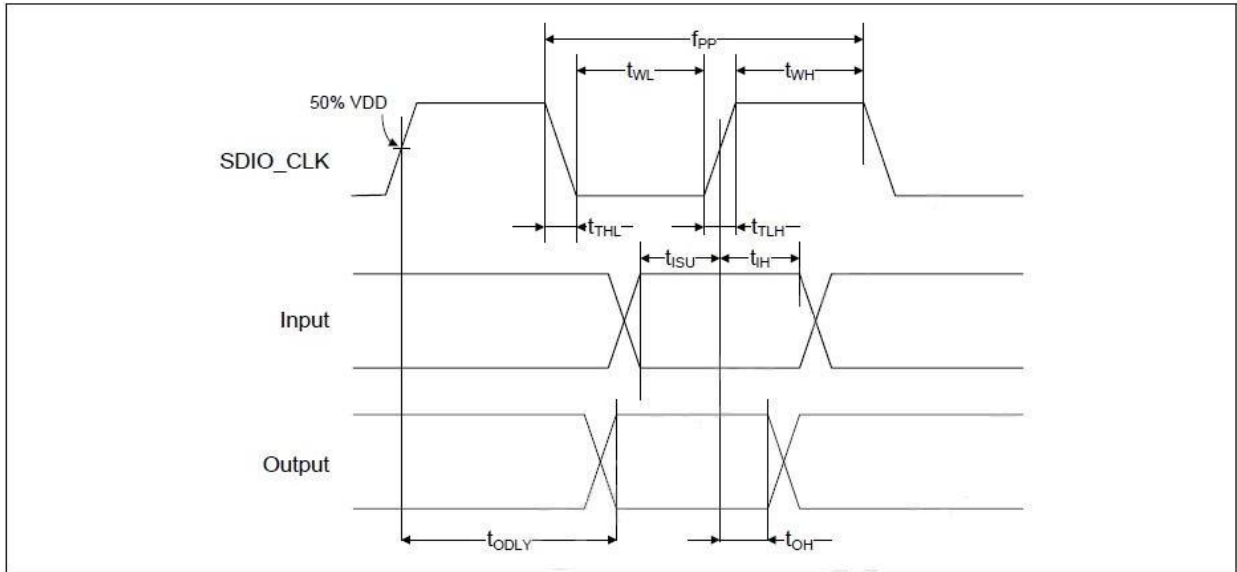 fPP
tWL
tWH
50% VDD
SDIO_CLK
tTHL
tTLH
tISU
tIH
Input
Output
tODLY
tOH